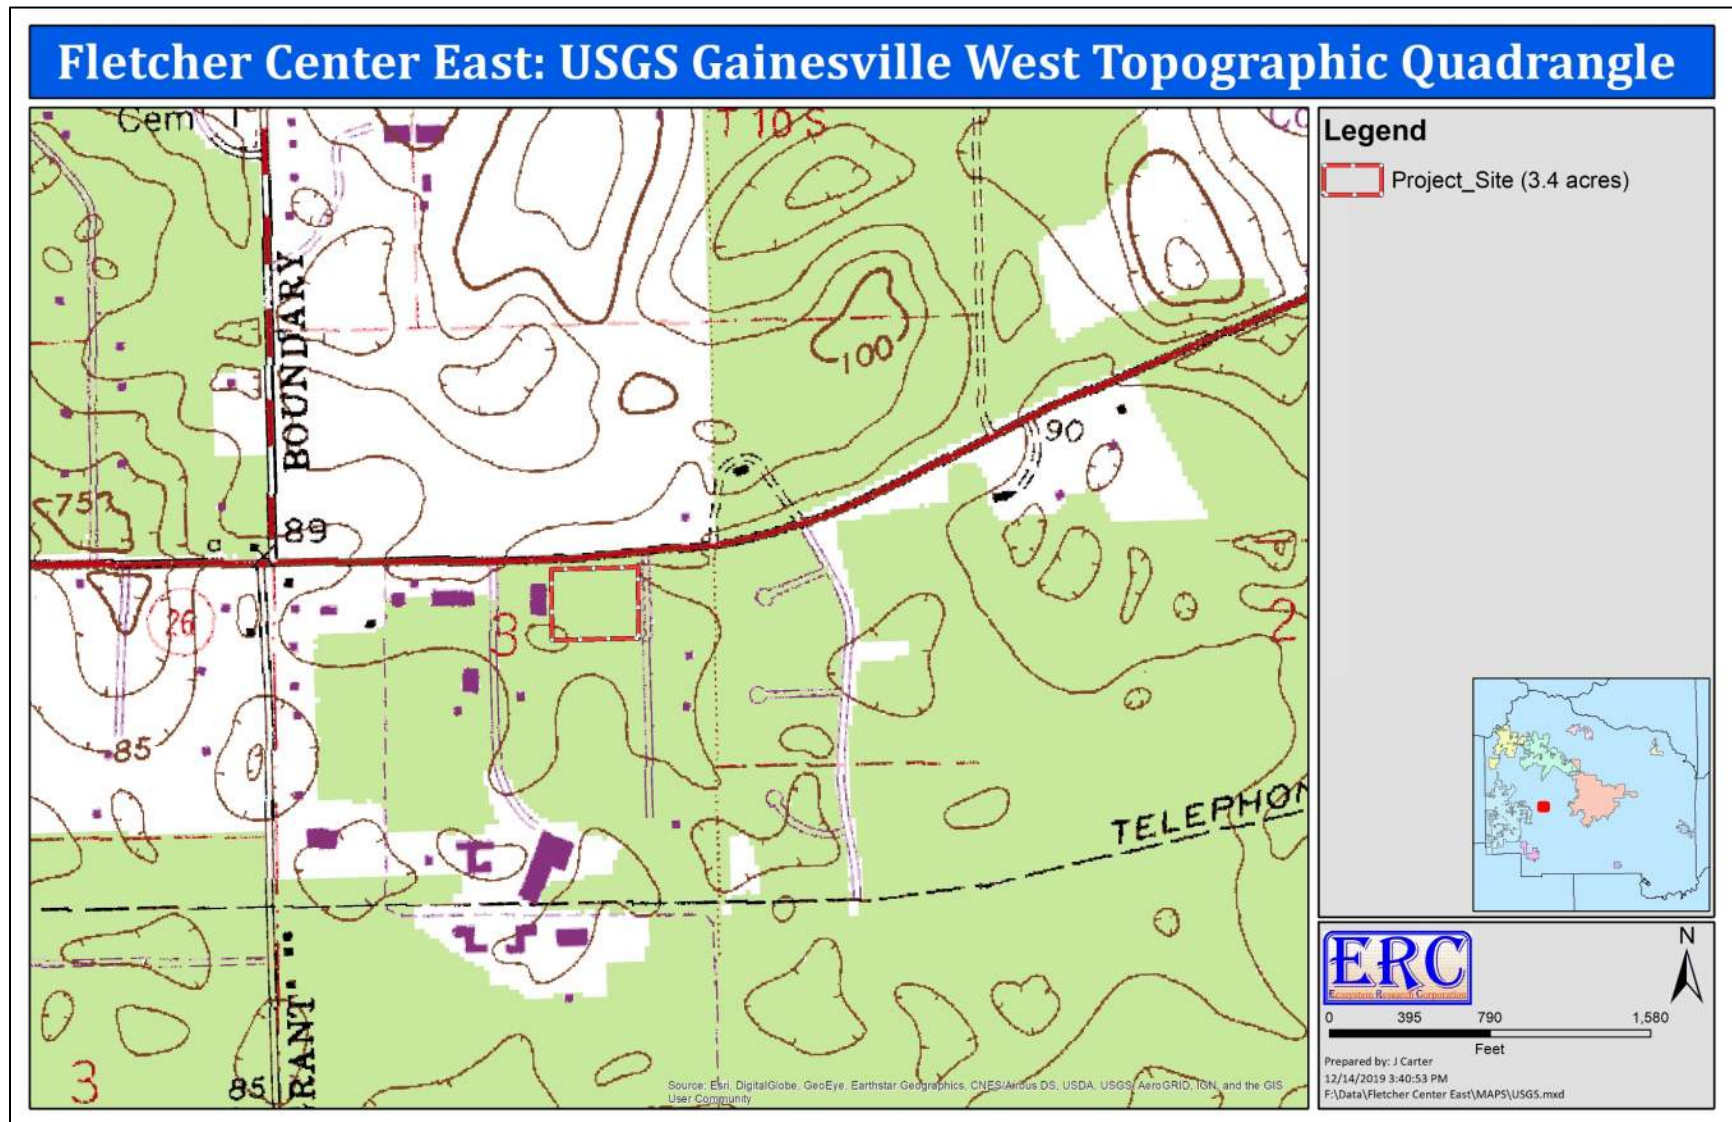 Fletcher Center East: USGS Gainesville West Topographic Quadrangle
Cem
T 10 S
BOUNDARY
100
90
753
89
26
3
2
85
TELEPHON
GRANT
85
3
Source: Esri, DigitalGlobe, GeoEye, Earthstar Geographics, CNES/Airbus DS, USDA, USGS, AeroGRID, IGN, and the GIS
User Community
Legend
Project_Site (3.4 acres)
ERC
Ecosystem Research Corporation
N
0 395 790 1,580
Feet
Prepared by: J Carter
12/14/2019 3:40:53 PM
F:\Data\Fletcher Center East\MAPS\USGS.mxd